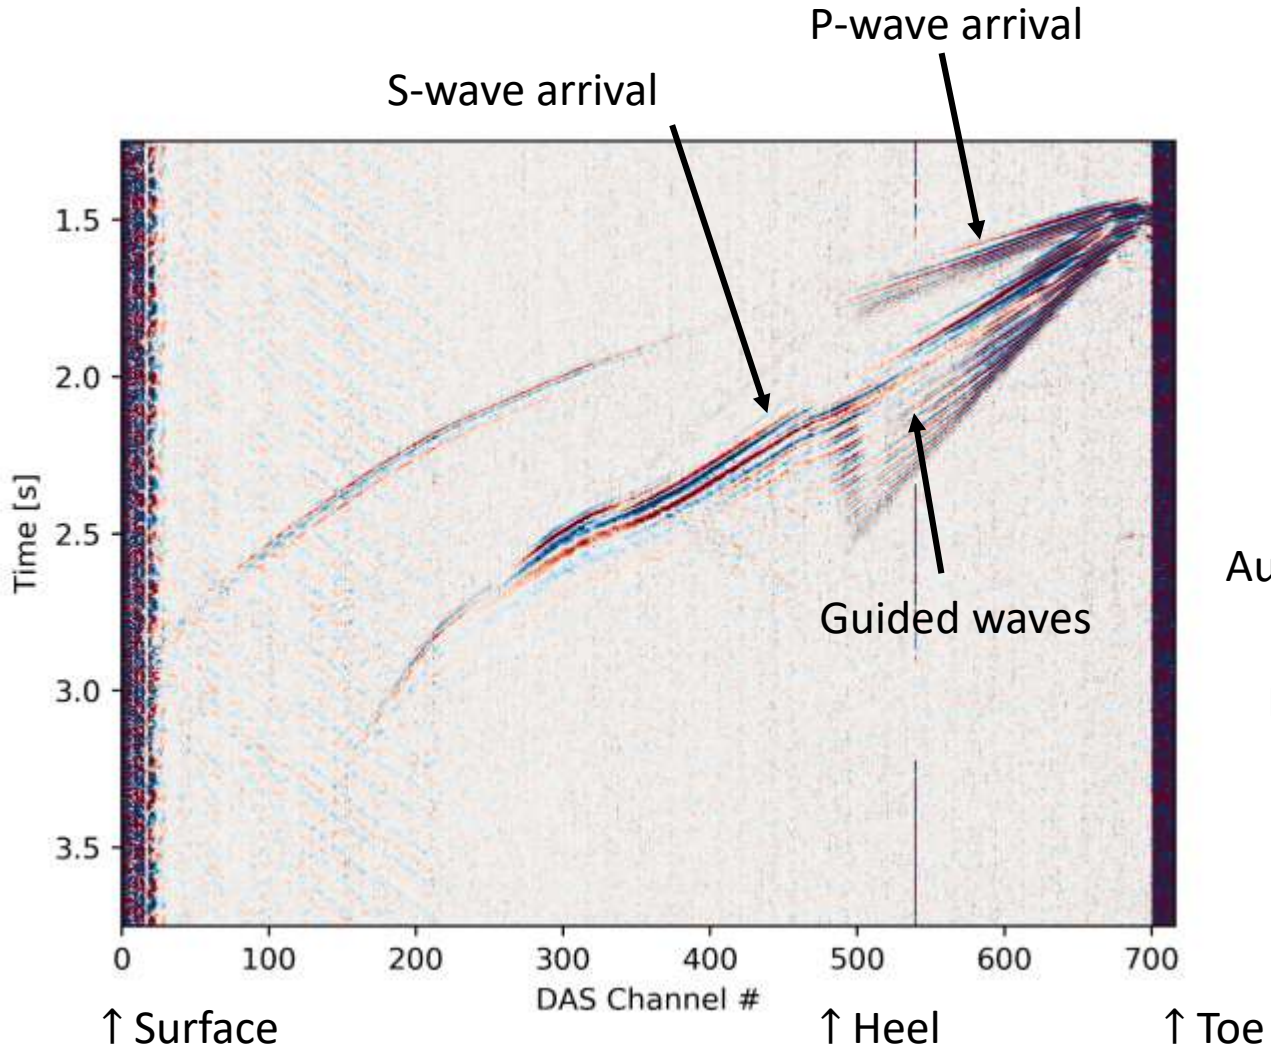 P-wave arrival
S-wave arrival
1.5
2.0
2.5
3.0
3.5
Time [s]
Guided waves
Au
0 100 200 300 400 500 600 700
DAS Channel #
↑ Surface ↑ Heel ↑ Toe